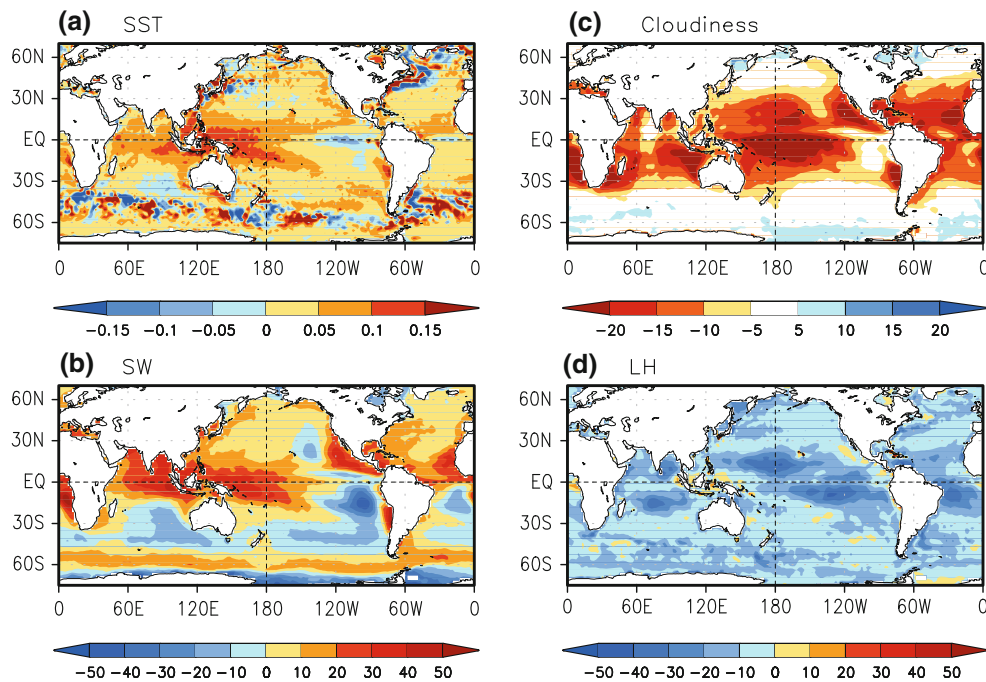 (a) SST
60N
30N
EQ
30S
60S
0 60E 120E 180 120W 60W 0
−0.15 −0.1 −0.05 0 0.05 0.1 0.15
(c) Cloudiness
60N
30N
EQ
30S
60S
0 60E 120E 180 120W 60W 0
−20 −15 −10 −5 5 10 15 20
(b) SW
60N
30N
EQ
30S
60S
0 60E 120E 180 120W 60W 0
−50 −40 −30 −20 −10 0 10 20 30 40 50
(d) LH
60N
30N
EQ
30S
60S
0 60E 120E 180 120W 60W 0
−50 −40 −30 −20 −10 0 10 20 30 40 50